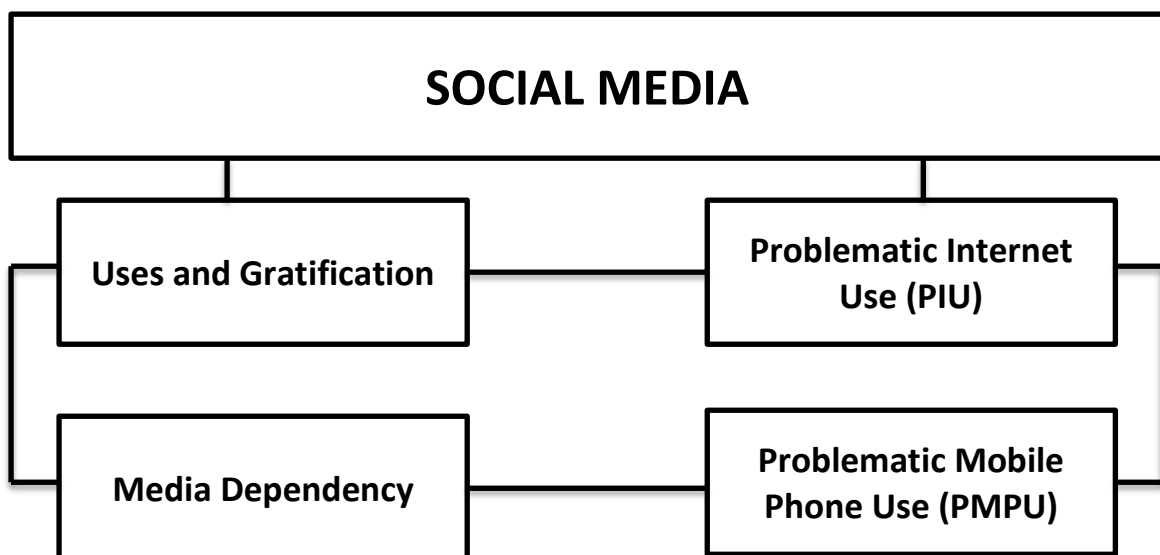 SOCIAL MEDIA
Uses and Gratification
Problematic Internet
Use (PIU)
Media Dependency
Problematic Mobile
Phone Use (PMPU)